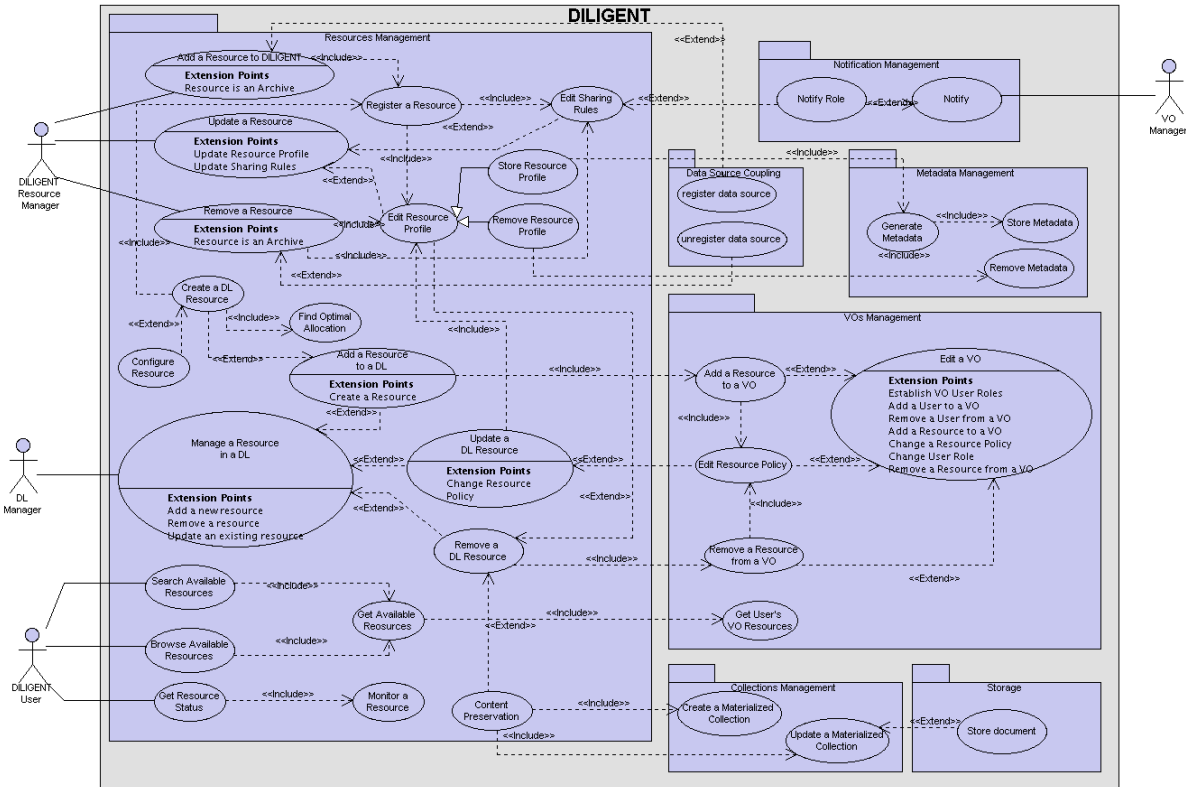 DILIGENT
Resources Management
Add a Resource to DILIGENT
Extension Points
Resource is an Archive
<<Include>>
<<Extend>>
Register a Resource
<<Include>>
Edit Sharing
Rules
<<Extend>>
<<Extend>>
Update a Resource
Extension Points
Update Resource Profile
Update Sharing Rules
<<Include>>
<<Extend>>
Store Resource
Profile
<<Include>>
DILIGENT
Resource
Manager
Remove a Resource
Extension Points
Resource is an Archive
<<Include>>
Edit Resource
Profile
Remove Resource
Profile
<<Include>>
<<Include>>
<<Extend>>
Create a DL
Resource
<<Extend>>
<<Include>>
Find Optimal
Allocation
<<Include>>
Configure
Resource
<<Extend>>
Add a Resource
to a DL
Extension Points
Create a Resource
<<Include>>
<<Extend>>
Manage a Resource
in a DL
Extension Points
Add a new resource
Remove a resource
Update an existing resource
DL
Manager
<<Extend>>
Update a
DL Resource
Extension Points
Change Resource
Policy
<<Extend>>
<<Extend>>
<<Extend>>
Remove a
DL Resource
<<Include>>
Search Available
Resources
<<Include>>
Get Available
Reosurces
<<Include>>
<<Extend>>
Browse Available
Resources
<<Include>>
DILIGENT
User
Get Resource
Status
<<Include>>
Monitor a
Resource
Content
Preservation
<<Include>>
<<Include>>
Notification Management
Notify Role
<<Extend>>
Notify
VO
Manager
Data Source Coupling
register data source
unregister data source
Metadata Management
Generate
Metadata
<<Include>>
Store Metadata
<<Include>>
Remove Metadata
VOs Management
Add a Resource
to a VO
<<Extend>>
Edit a VO
Extension Points
Establish VO User Roles
Add a User to a VO
Remove a User from a VO
Add a Resource to a VO
Change a Resource Policy
Change User Role
Remove a Resource from a VO
<<Include>>
Edit Resource Policy
<<Extend>>
<<Include>>
Remove a Resource
from a VO
<<Extend>>
Get User's
VO Resources
Collections Management
Create a Materialized
Collection
Update a Materialized
Collection
Storage
<<Extend>>
Store document